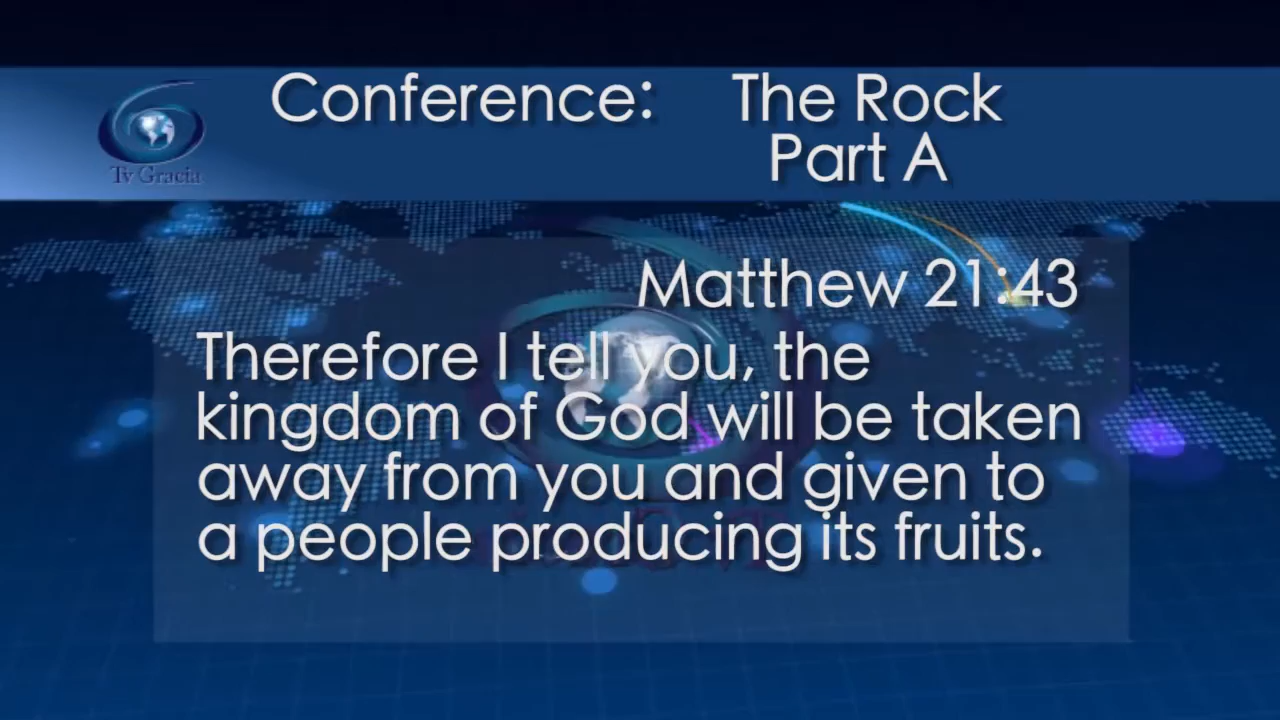 Conference: The Rock
Part A
Tv Gracia
Matthew 21:43
Therefore I tell you, the
kingdom of God will be taken
away from you and given to
a people producing its fruits.